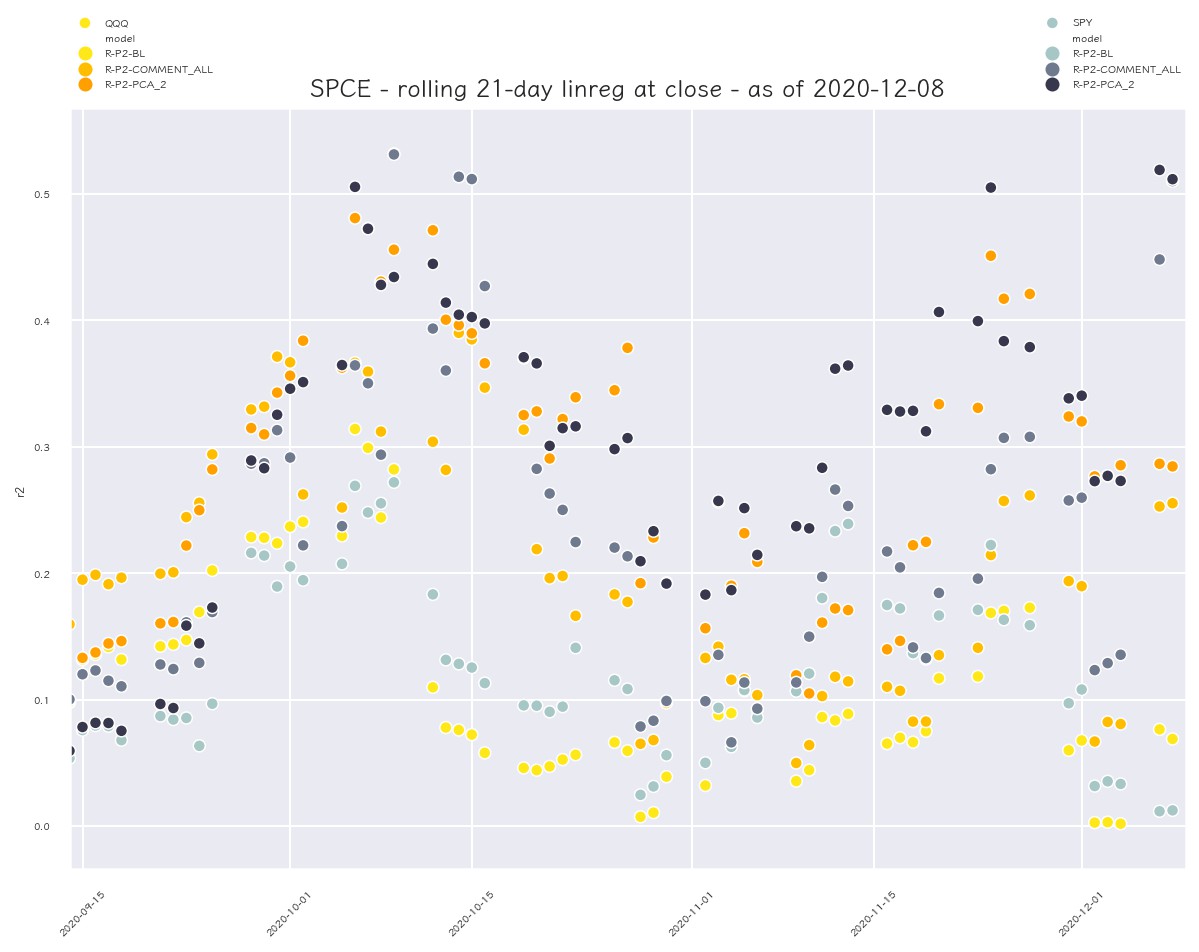 QQQ
model
R-P2-BL
R-P2-COMMENT_ALL
R-P2-PCA_2
SPY
model
R-P2-BL
R-P2-COMMENT_ALL
R-P2-PCA_2
SPCE - rolling 21-day linreg at close - as of 2020-12-08
0.5
0.4
0.3
0.2
0.1
0.0
r2
2020-09-15
2020-10-01
2020-10-15
2020-11-01
2020-11-15
2020-12-01